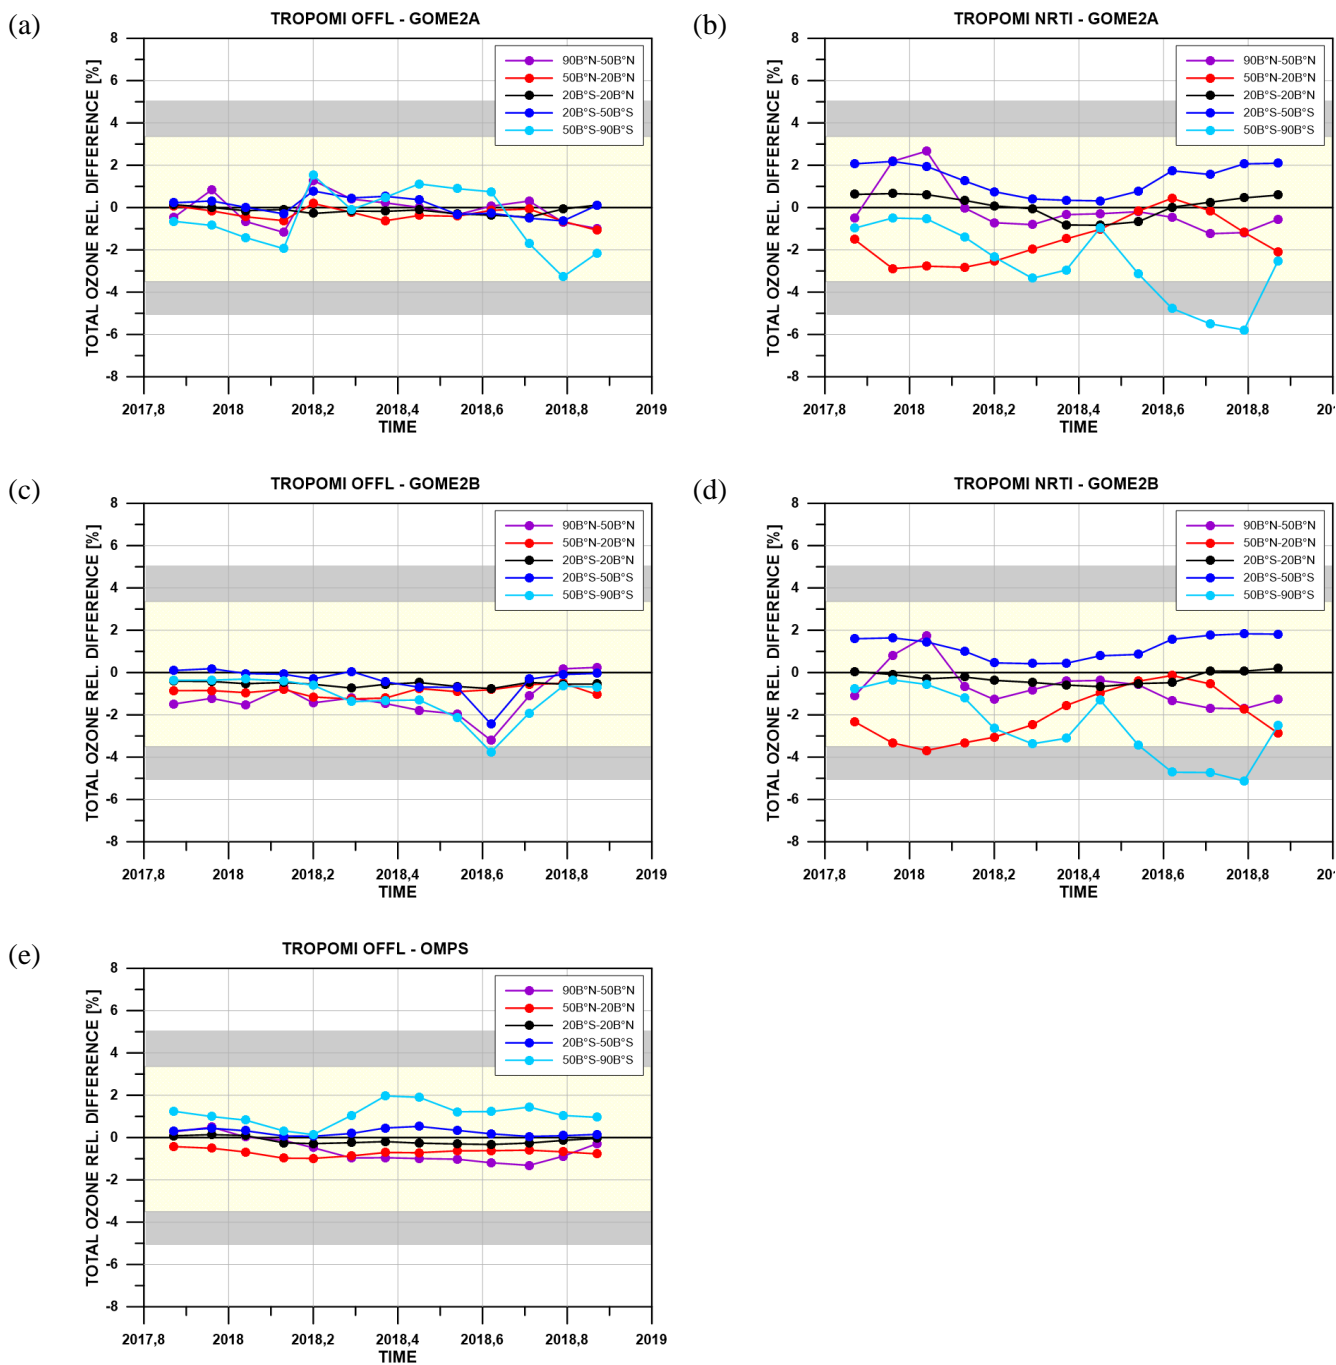 (a)
TROPOMI OFFL - GOME2A
TOTAL OZONE REL. DIFFERENCE [%]
8
6
4
2
0
-2
-4
-6
-8
90B°N-50B°N
50B°N-20B°N
20B°S-20B°N
20B°S-50B°S
50B°S-90B°S
2017,8 2018 2018,2 2018,4 2018,6 2018,8 2019
TIME
(b)
TROPOMI NRTI - GOME2A
TOTAL OZONE REL. DIFFERENCE [%]
8
6
4
2
0
-2
-4
-6
-8
90B°N-50B°N
50B°N-20B°N
20B°S-20B°N
20B°S-50B°S
50B°S-90B°S
2017,8 2018 2018,2 2018,4 2018,6 2018,8
TIME
(c)
TROPOMI OFFL - GOME2B
TOTAL OZONE REL. DIFFERENCE [%]
8
6
4
2
0
-2
-4
-6
-8
90B°N-50B°N
50B°N-20B°N
20B°S-20B°N
20B°S-50B°S
50B°S-90B°S
2017,8 2018 2018,2 2018,4 2018,6 2018,8 2019
TIME
(d)
TROPOMI NRTI - GOME2B
TOTAL OZONE REL. DIFFERENCE [%]
8
6
4
2
0
-2
-4
-6
-8
90B°N-50B°N
50B°N-20B°N
20B°S-20B°N
20B°S-50B°S
50B°S-90B°S
2017,8 2018 2018,2 2018,4 2018,6 2018,8
TIME
(e)
TROPOMI OFFL - OMPS
TOTAL OZONE REL. DIFFERENCE [%]
8
6
4
2
0
-2
-4
-6
-8
90B°N-50B°N
50B°N-20B°N
20B°S-20B°N
20B°S-50B°S
50B°S-90B°S
2017,8 2018 2018,2 2018,4 2018,6 2018,8 2019
TIME